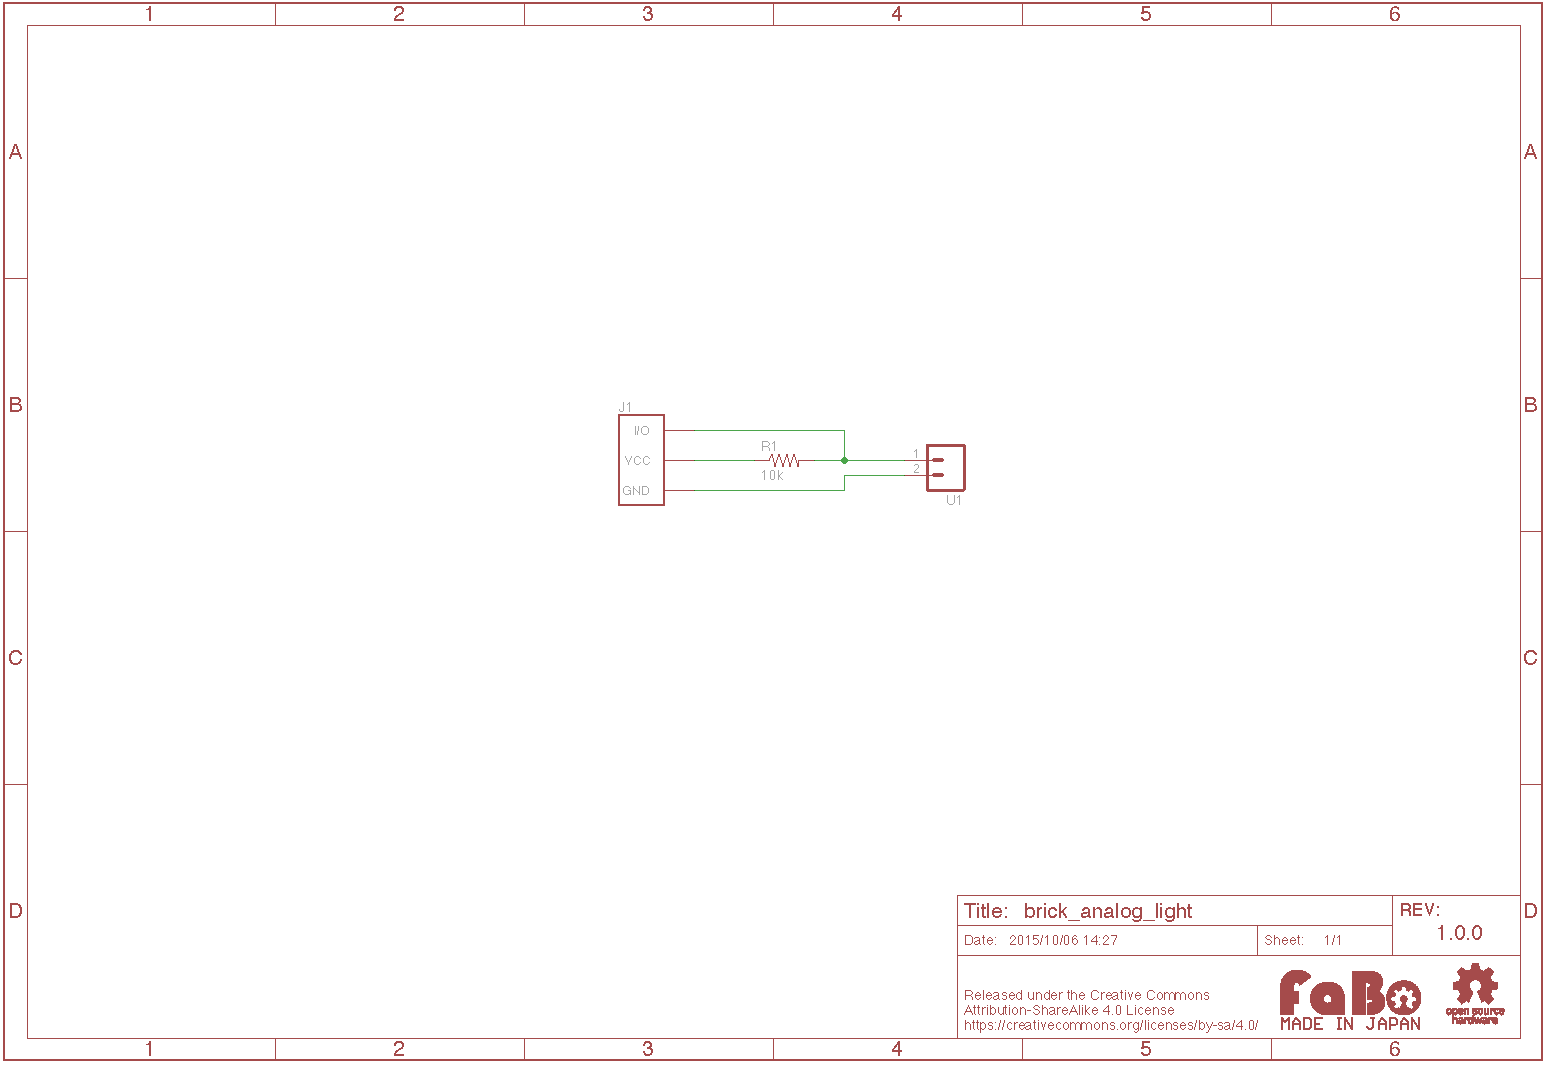 1 2 3 4 5 6
A A
J1
B B
I/O
R1
VCC 1
2
10k
GND
U1
C C
Title: brick_analog_light REV:
D D
1.0.0
Date: 2015/10/06 14:27 Sheet: 1/1
Released under the Creative Commons
Attribution-ShareAlike 4.0 License
https://creativecommons.org/licenses/by-sa/4.0/
FaBo
MADE IN JAPAN
open source
hardware
1 2 3 4 5 6